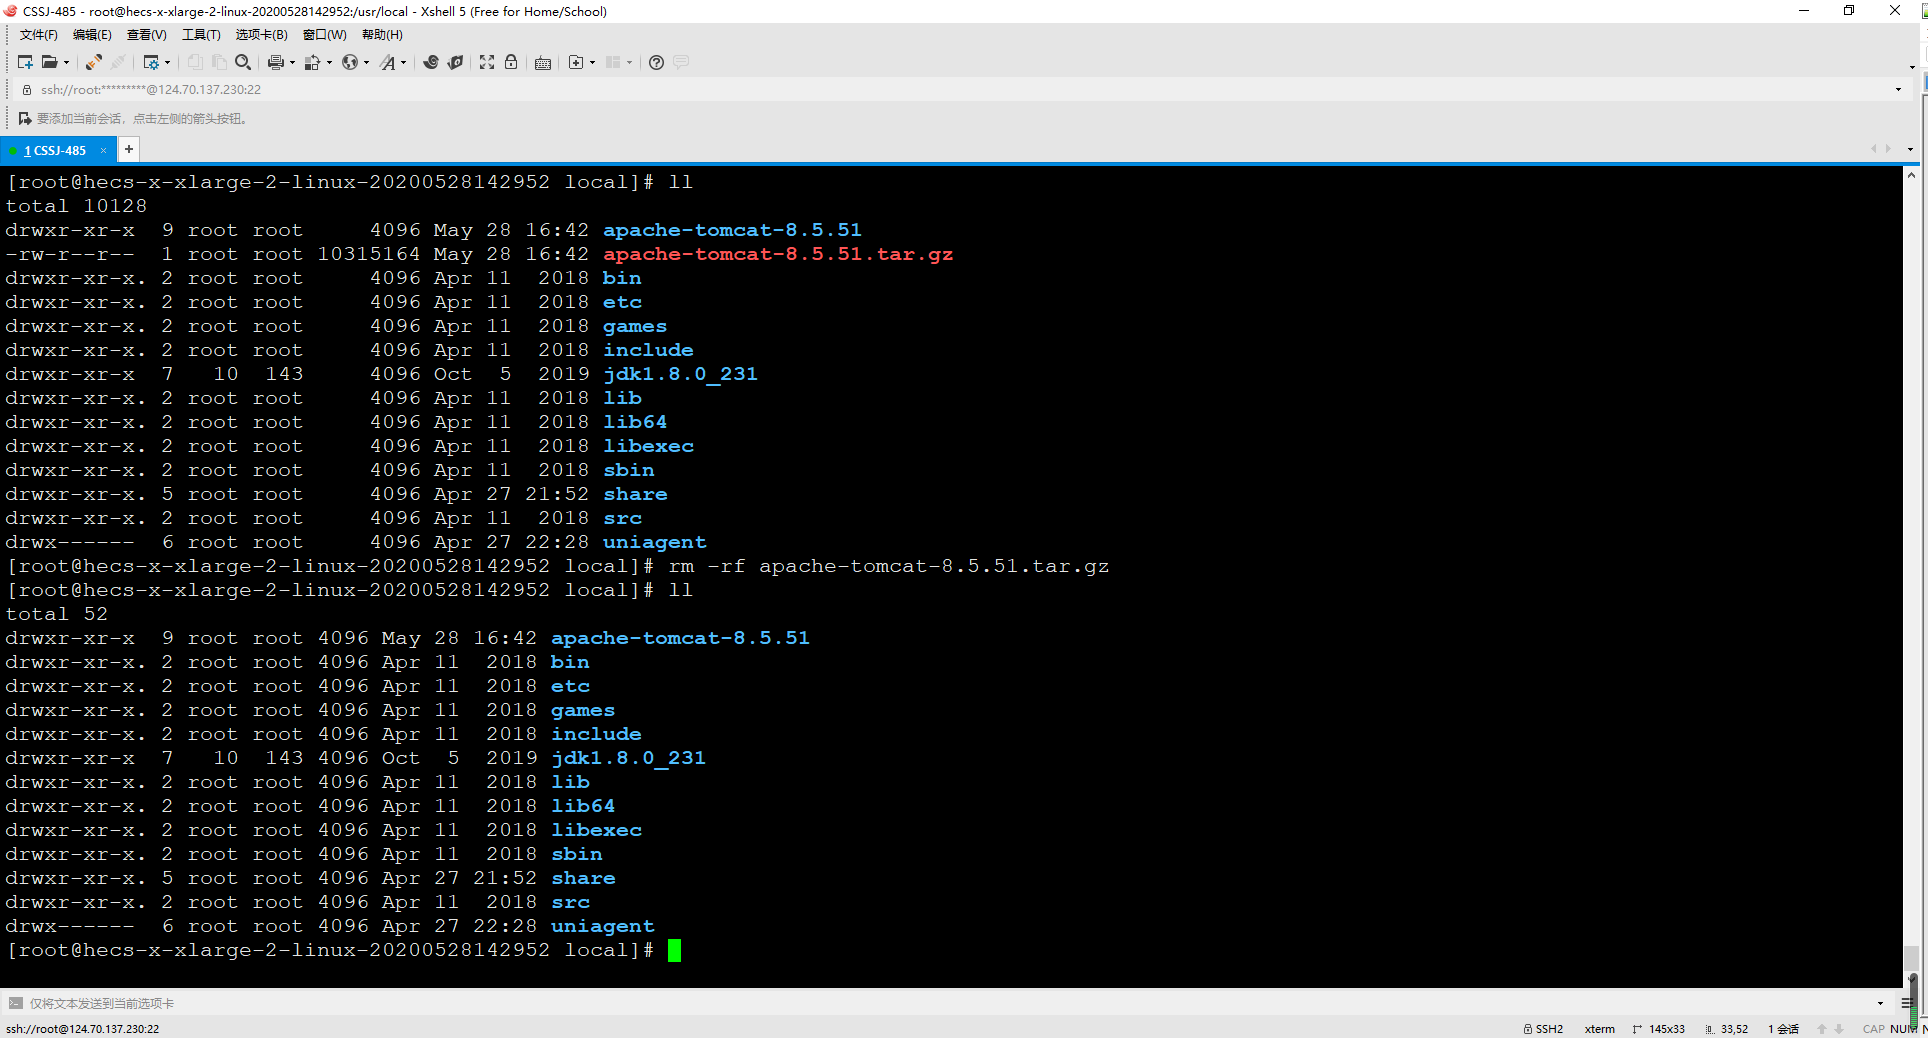 CSSJ-485 - root@hecs-x-xlarge-2-linux-20200528142952:/usr/local - Xshell 5 (Free for Home/School)
文件(F) 编辑(E) 查看(V) 工具(T) 选项卡(B) 窗口(W) 帮助(H)
ssh://root:*********@124.70.137.230:22
要添加当前会话，点击左侧的箭头按钮。
1 CSSJ-485 × +
[root@hecs-x-xlarge-2-linux-20200528142952 local]# ll
total 10128
drwxr-xr-x  9 root root     4096 May 28 16:42 apache-tomcat-8.5.51
-rw-r--r--  1 root root 10315164 May 28 16:42 apache-tomcat-8.5.51.tar.gz
drwxr-xr-x. 2 root root     4096 Apr 11  2018 bin
drwxr-xr-x. 2 root root     4096 Apr 11  2018 etc
drwxr-xr-x. 2 root root     4096 Apr 11  2018 games
drwxr-xr-x. 2 root root     4096 Apr 11  2018 include
drwxr-xr-x  7   10  143     4096 Oct  5  2019 jdk1.8.0_231
drwxr-xr-x. 2 root root     4096 Apr 11  2018 lib
drwxr-xr-x. 2 root root     4096 Apr 11  2018 lib64
drwxr-xr-x. 2 root root     4096 Apr 11  2018 libexec
drwxr-xr-x. 2 root root     4096 Apr 11  2018 sbin
drwxr-xr-x. 5 root root     4096 Apr 27 21:52 share
drwxr-xr-x. 2 root root     4096 Apr 11  2018 src
drwx------  6 root root     4096 Apr 27 22:28 uniagent
[root@hecs-x-xlarge-2-linux-20200528142952 local]# rm -rf apache-tomcat-8.5.51.tar.gz
[root@hecs-x-xlarge-2-linux-20200528142952 local]# ll
total 52
drwxr-xr-x  9 root root 4096 May 28 16:42 apache-tomcat-8.5.51
drwxr-xr-x. 2 root root 4096 Apr 11  2018 bin
drwxr-xr-x. 2 root root 4096 Apr 11  2018 etc
drwxr-xr-x. 2 root root 4096 Apr 11  2018 games
drwxr-xr-x. 2 root root 4096 Apr 11  2018 include
drwxr-xr-x  7   10  143 4096 Oct  5  2019 jdk1.8.0_231
drwxr-xr-x. 2 root root 4096 Apr 11  2018 lib
drwxr-xr-x. 2 root root 4096 Apr 11  2018 lib64
drwxr-xr-x. 2 root root 4096 Apr 11  2018 libexec
drwxr-xr-x. 2 root root 4096 Apr 11  2018 sbin
drwxr-xr-x. 5 root root 4096 Apr 27 21:52 share
drwxr-xr-x. 2 root root 4096 Apr 11  2018 src
drwx------  6 root root 4096 Apr 27 22:28 uniagent
[root@hecs-x-xlarge-2-linux-20200528142952 local]#
仅将文本发送到当前选项卡
ssh://root@124.70.137.230:22 SSH2 xterm 145x33 33,52 1 会话 CAP NUM